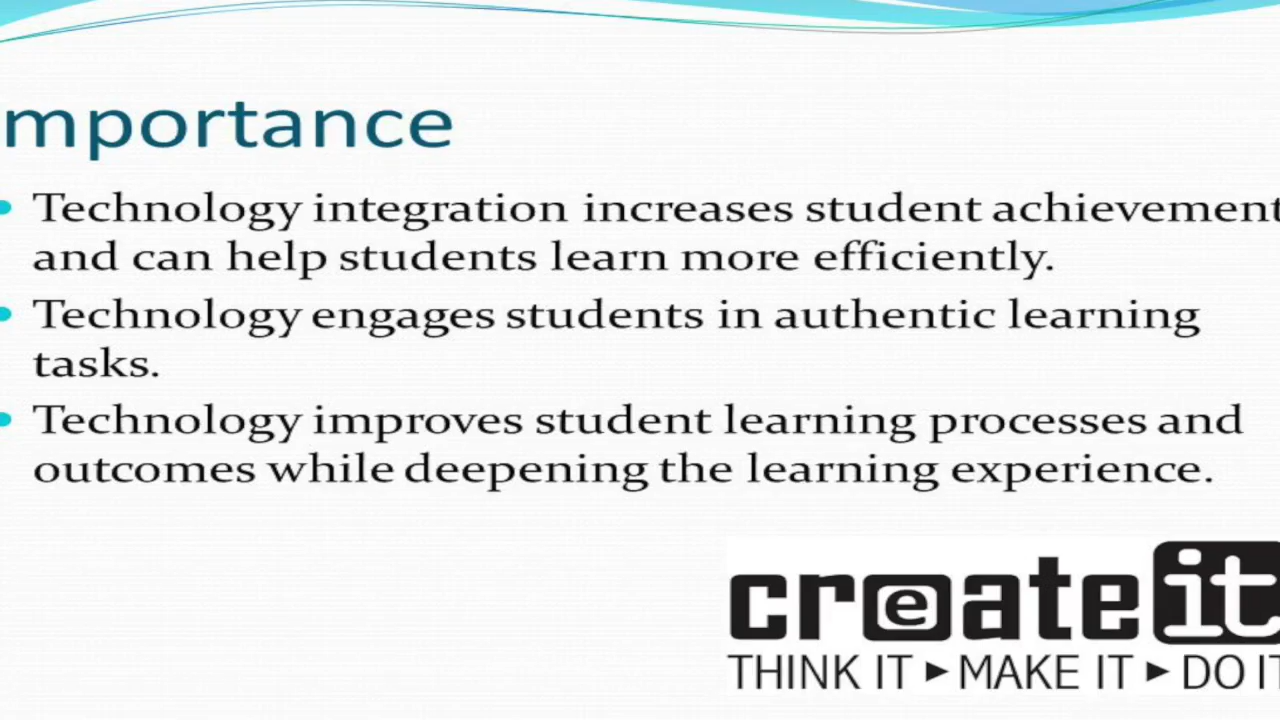 mportance
Technology integration increases student achievement
and can help students learn more efficiently.
Technology engages students in authentic learning
tasks.
Technology improves student learning processes and
outcomes while deepening the learning experience.
create it
THINK IT ▸ MAKE IT ▸ DO IT